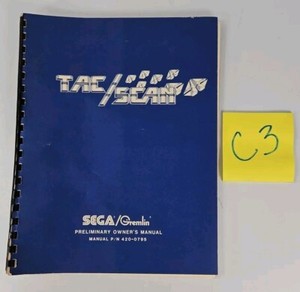 TAC/SCAN
SEGA/Gremlin
PRELIMINARY OWNER'S MANUAL
MANUAL P/N 420-0795
C3